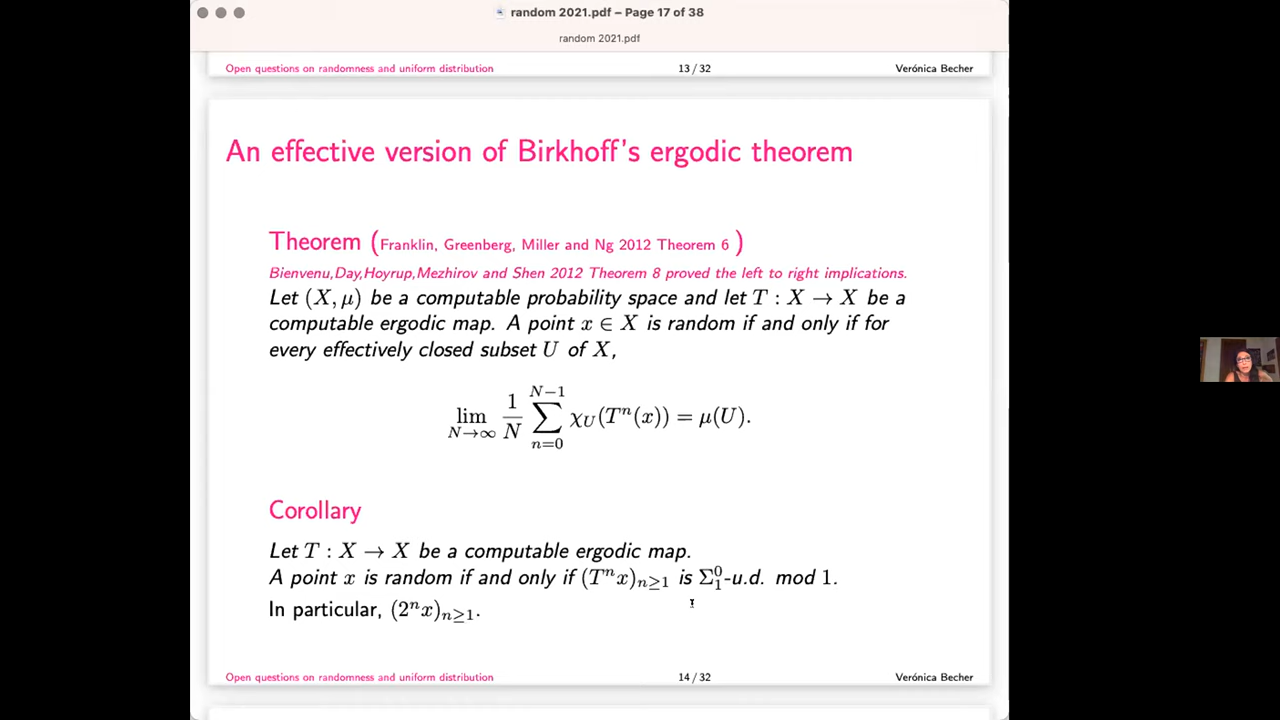 random 2021.pdf – Page 17 of 38
random 2021.pdf
Open questions on randomness and uniform distribution 13 / 32 Verónica Becher
An effective version of Birkhoff's ergodic theorem
Theorem (Franklin, Greenberg, Miller and Ng 2012 Theorem 6 )
Bienvenu,Day,Hoyrup,Mezhirov and Shen 2012 Theorem 8 proved the left to right implications.
Let (X, μ) be a computable probability space and let T : X → X be a
computable ergodic map. A point x ∈ X is random if and only if for
every effectively closed subset U of X,
lim_{N→∞} 1/N ∑_{n=0}^{N−1} χ_U(T^n(x)) = μ(U).
Corollary
Let T : X → X be a computable ergodic map.
A point x is random if and only if (T^n x)_{n≥1} is Σ^0_1-u.d. mod 1.
In particular, (2^n x)_{n≥1}.
Open questions on randomness and uniform distribution 14 / 32 Verónica Becher